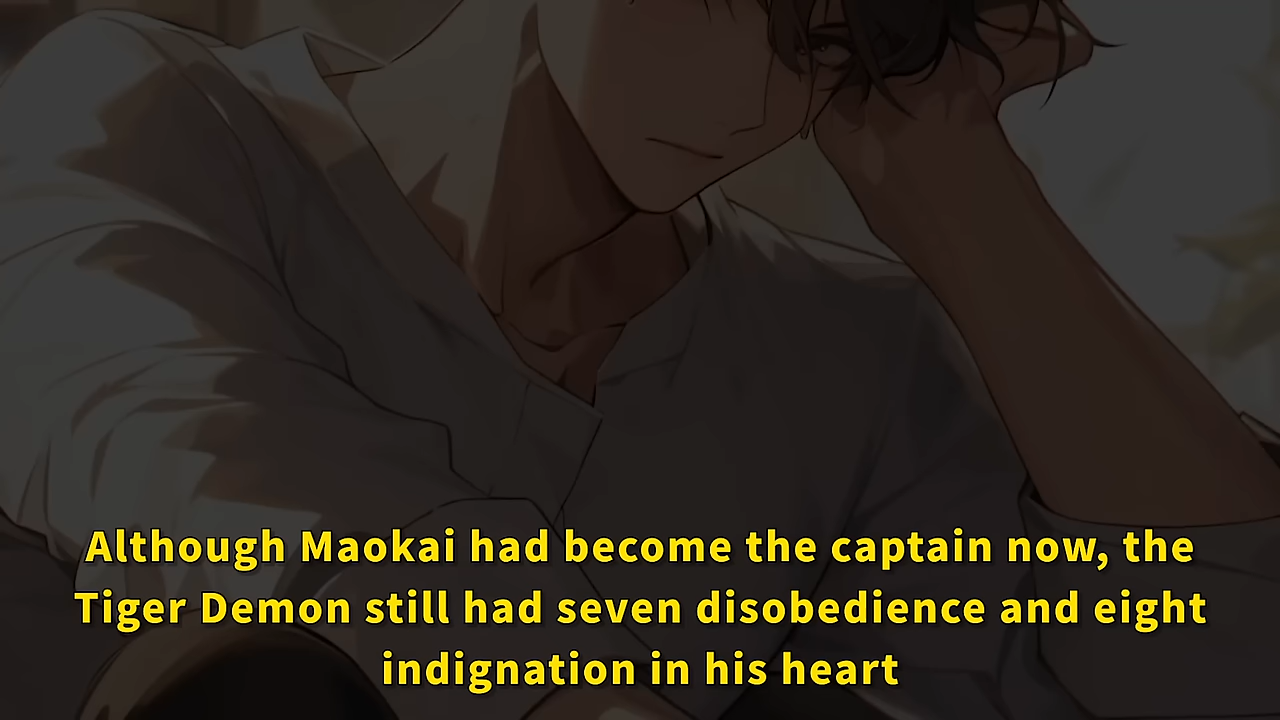 Although Maokai had become the captain now, the
Tiger Demon still had seven disobedience and eight
indignation in his heart